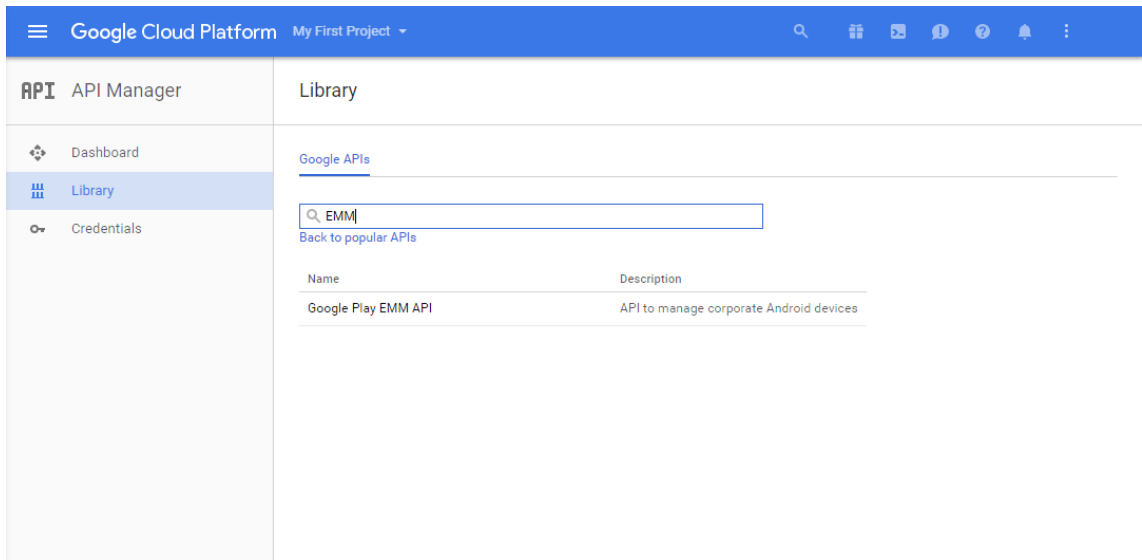 Google Cloud Platform My First Project
API API Manager
Library
Dashboard
Library
Credentials
Google APIs
EMM
Back to popular APIs
Name Description
Google Play EMM API API to manage corporate Android devices